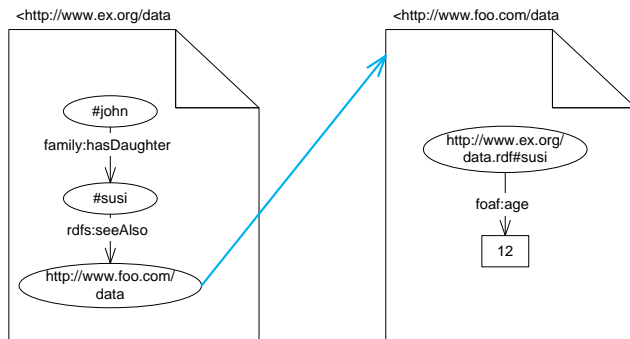 <http://www.ex.org/data
#john
family:hasDaughter
#susi
rdfs:seeAlso
http://www.foo.com/
data
<http://www.foo.com/data
http://www.ex.org/
data.rdf#susi
foaf:age
12